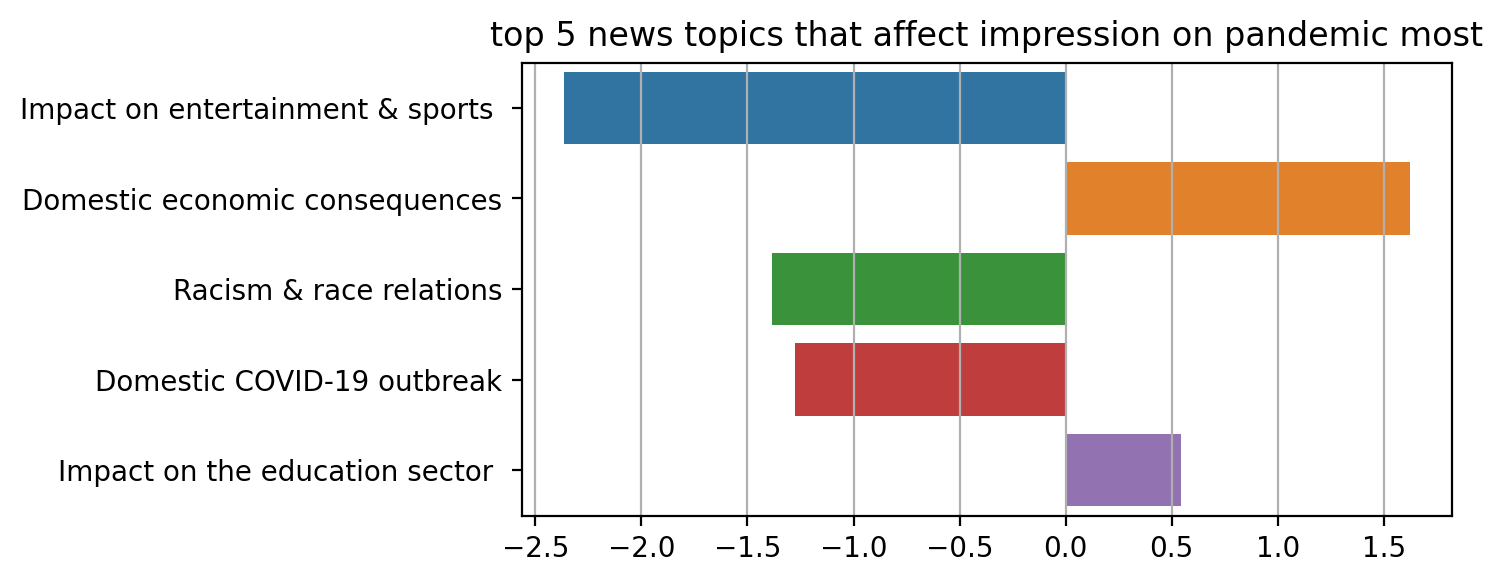 top 5 news topics that affect impression on pandemic most
Impact on entertainment & sports
Domestic economic consequences
Racism & race relations
Domestic COVID-19 outbreak
Impact on the education sector
−2.5 −2.0 −1.5 −1.0 −0.5 0.0 0.5 1.0 1.5